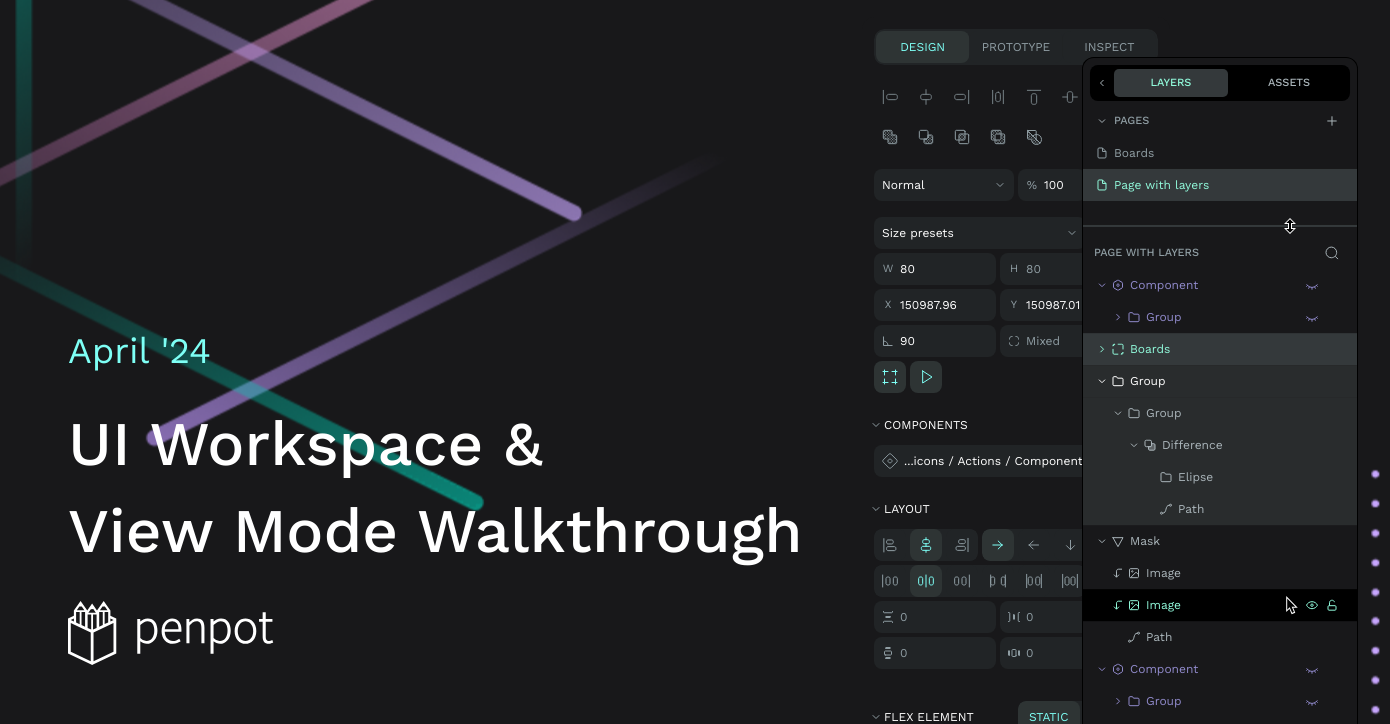 April '24
UI Workspace &
View Mode Walkthrough
penpot
DESIGN PROTOTYPE INSPECT
Normal % 100
Size presets
W 80 H 80
X 150987.96 Y 150987.01
90 Mixed
COMPONENTS
...icons / Actions / Component
LAYOUT
0 0
0 0
FLEX ELEMENT STATIC
LAYERS ASSETS
PAGES
Boards
Page with layers
PAGE WITH LAYERS
Component
Group
Boards
Group
Group
Difference
Elipse
Path
Mask
Image
Image
Path
Component
Group